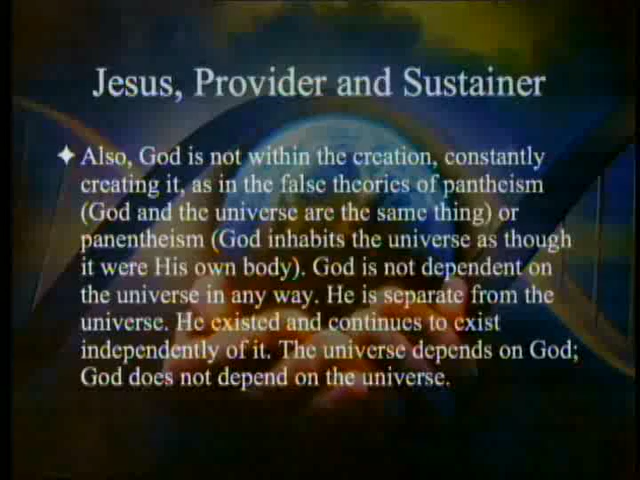 Jesus, Provider and Sustainer
Also, God is not within the creation, constantly
creating it, as in the false theories of pantheism
(God and the universe are the same thing) or
panentheism (God inhabits the universe as though
it were His own body). God is not dependent on
the universe in any way. He is separate from the
universe. He existed and continues to exist
independently of it. The universe depends on God;
God does not depend on the universe.